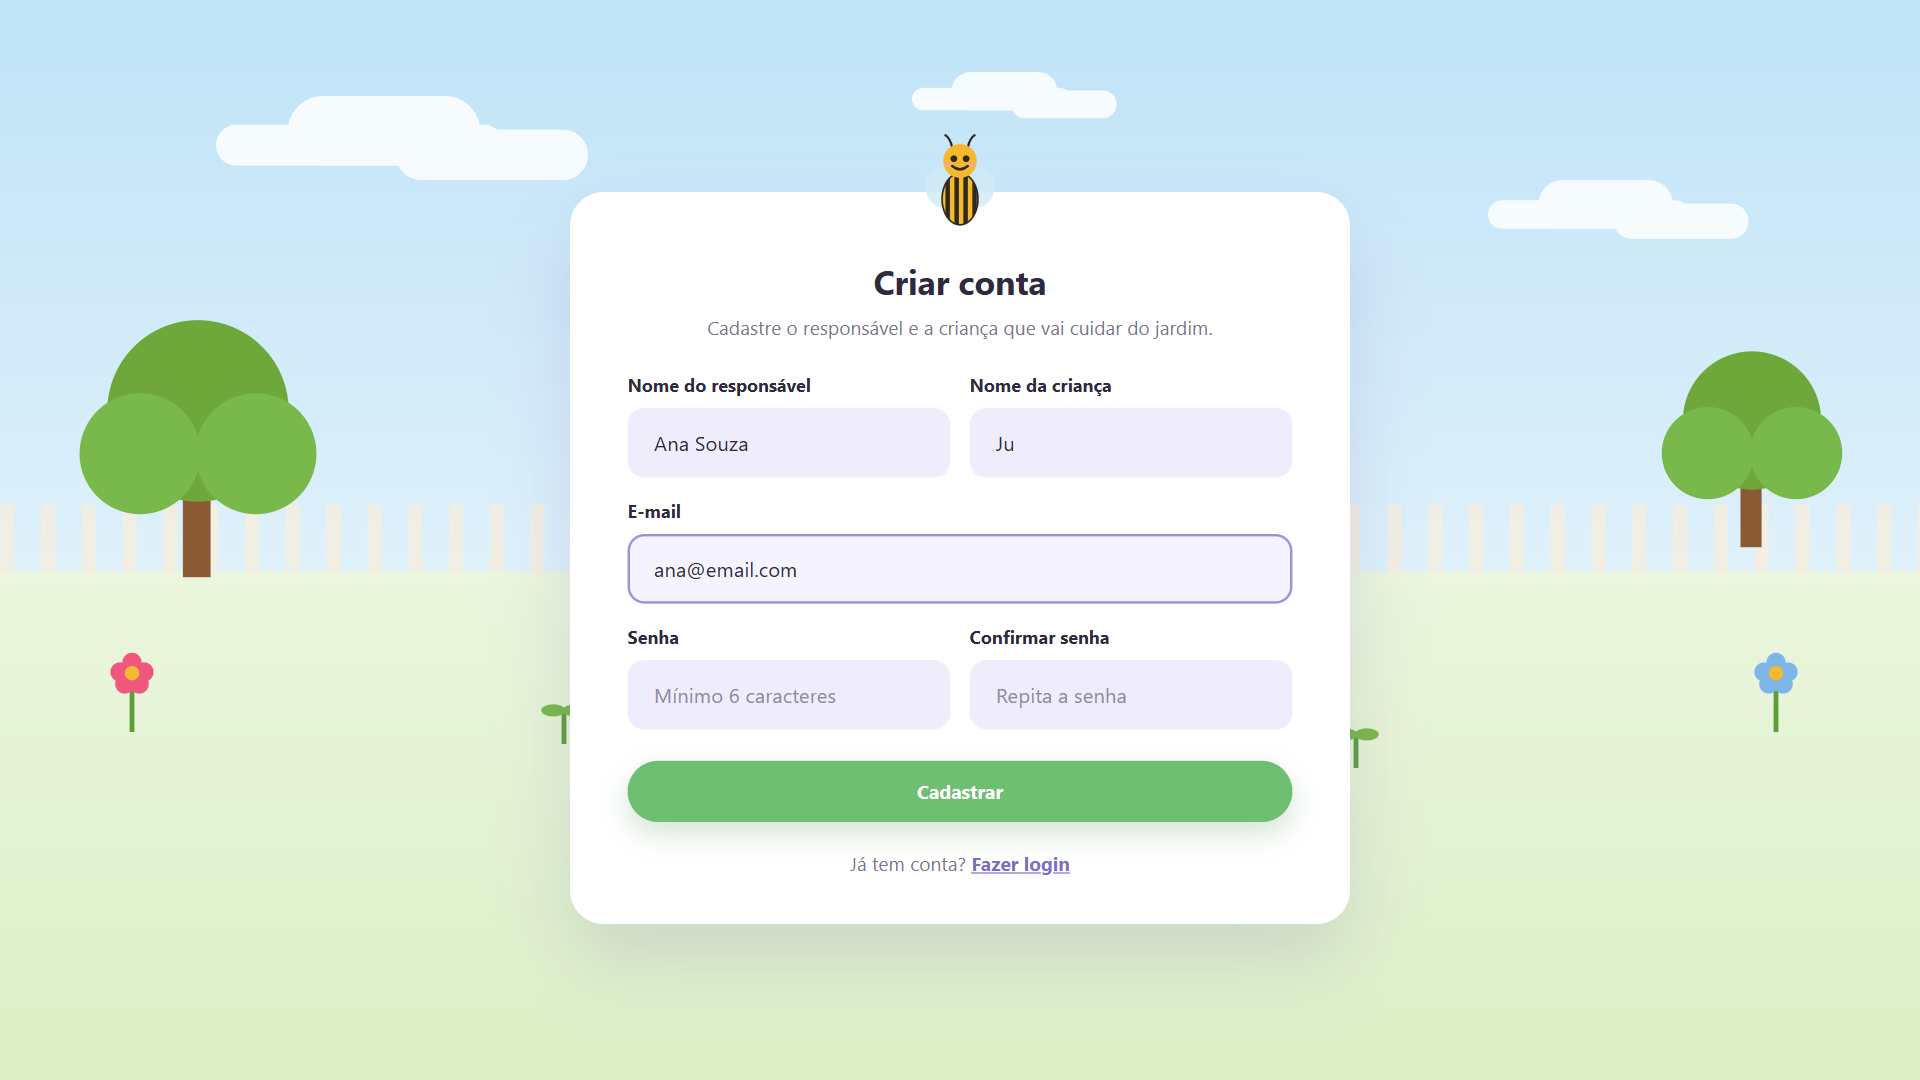 Criar conta
Cadastre o responsável e a criança que vai cuidar do jardim.
Nome do responsável
Nome da criança
Ana Souza
Ju
E-mail
ana@email.com
Senha
Confirmar senha
Mínimo 6 caracteres
Repita a senha
Cadastrar
Já tem conta? Fazer login